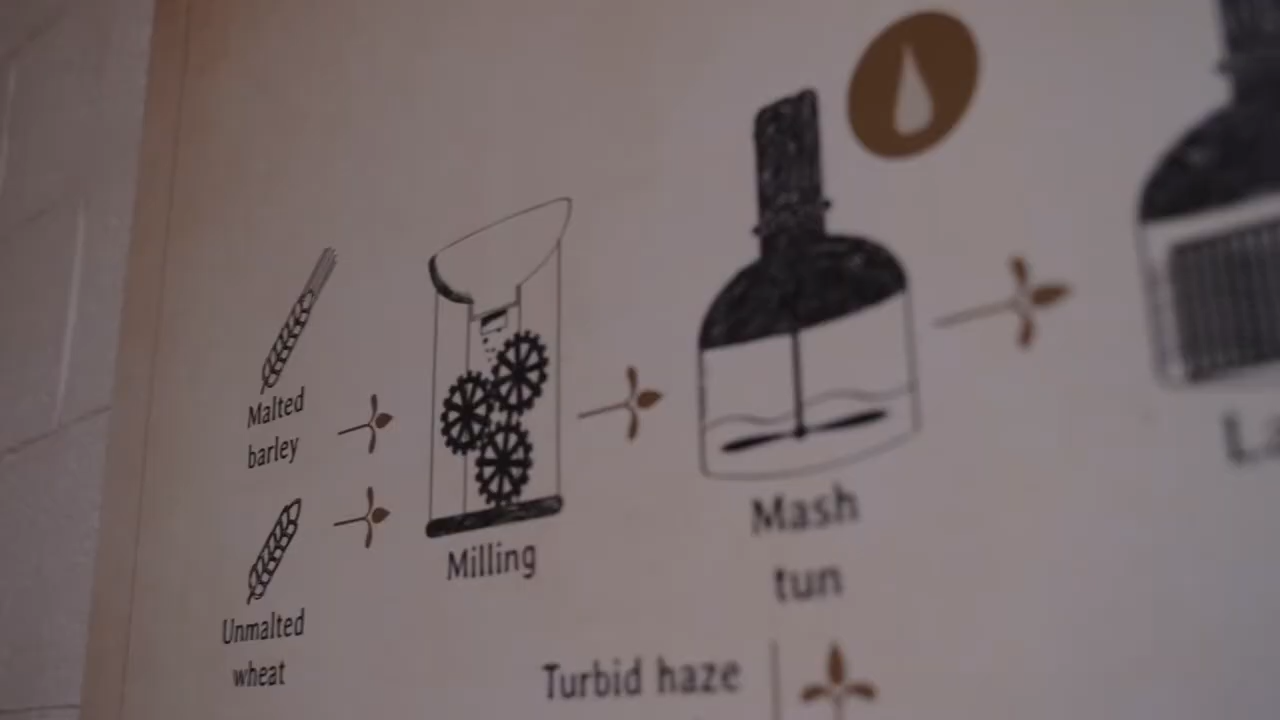 Malted
barley
Unmalted
wheat
Milling
Mash
tun
Turbid haze